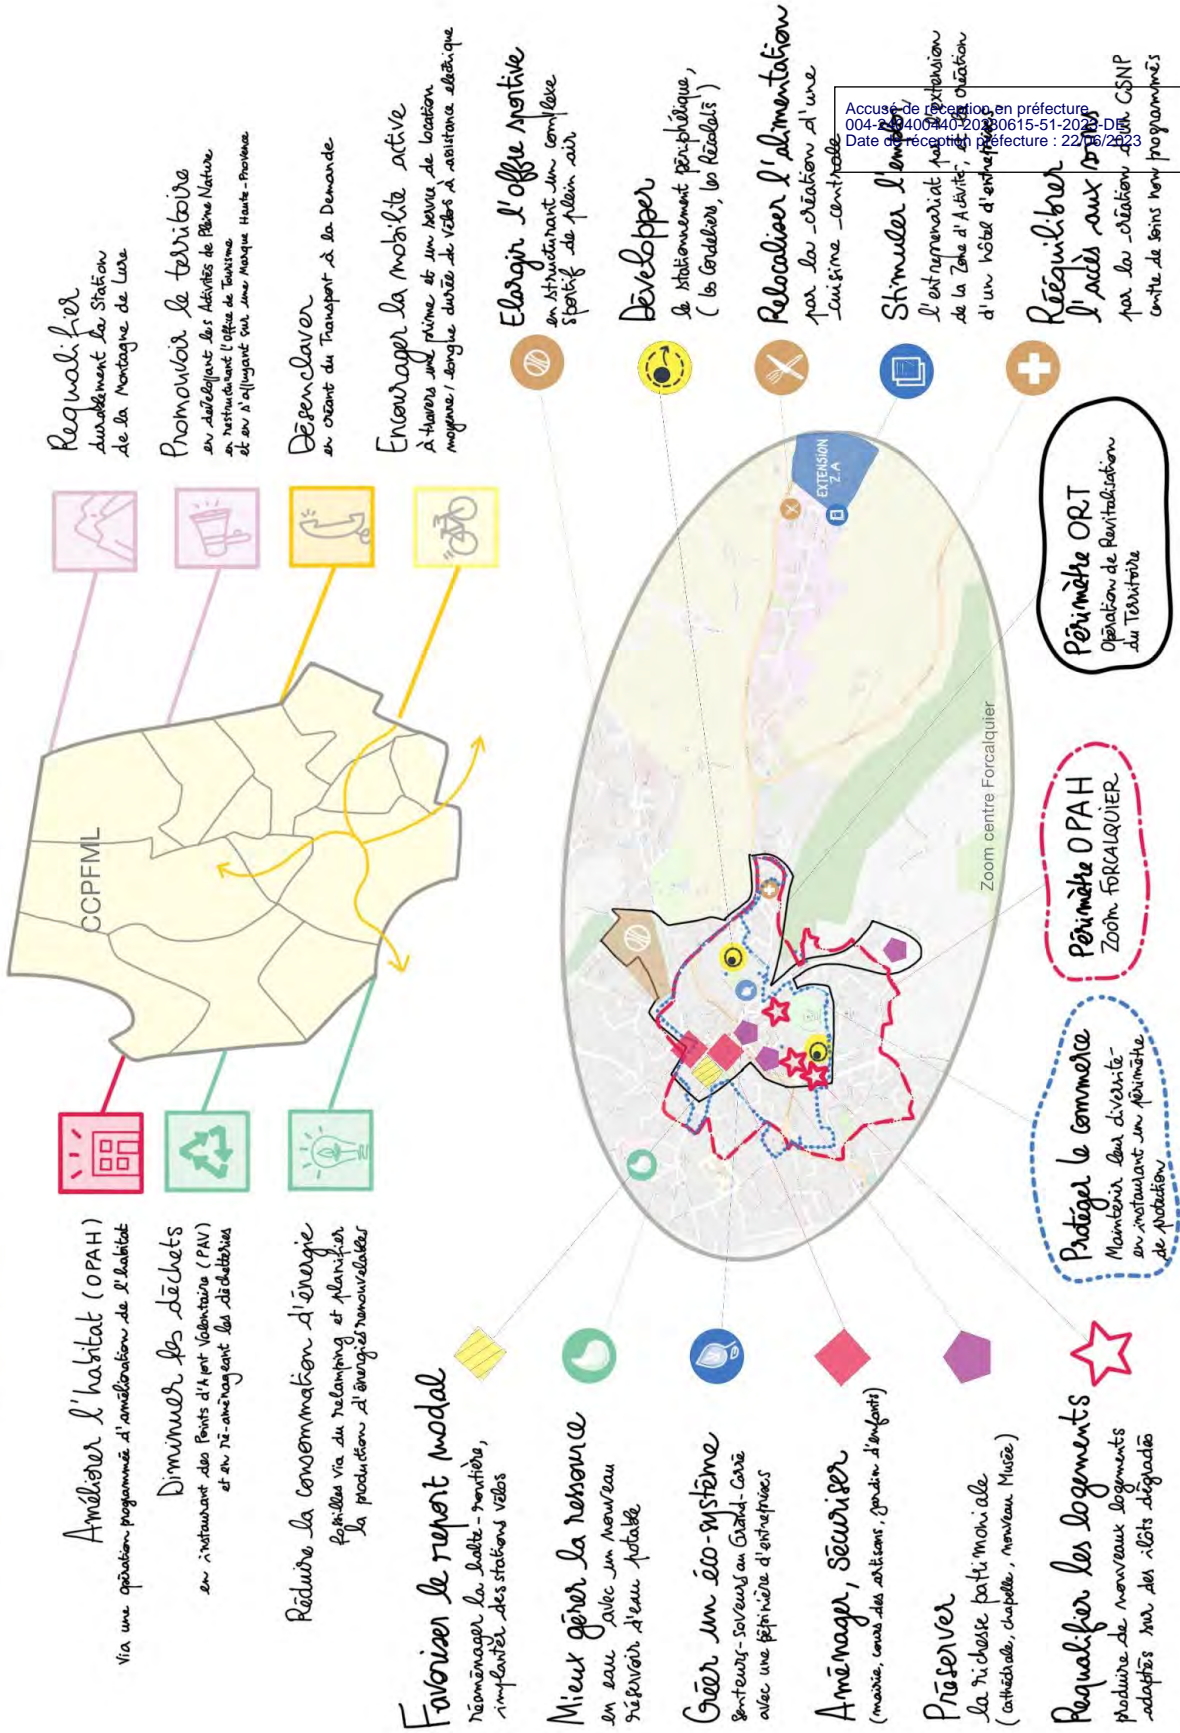 Améliorer l'habitat (OPAH)
Via une opération programmée d'amélioration de l'habitat
Diminuer les déchets
en instaurant des Points d'Apport Volontaire (PAV)
et en ré-aménageant les déchetteries
Réduire la consommation d'énergie
fossiles via du relamping et planifier
la production d'énergies renouvelables
CCPFML
Requalifier
durablement la Station
de la Montagne de Lure
Promouvoir le territoire
en développant les Activités de Pleine Nature
en restructurant l'Office de Tourisme
et en s'appuyant sur une Marque Haute-Provence
Désenclaver
en créant du Transport à la Demande
Encourager la mobilité active
à travers une prime et un service de location
moyenne/longue durée de vélos à assistance électrique
Favoriser le report modal
réaménager la halte-routière,
implanter des stations vélos
Mieux gérer la ressource
en eau avec un nouveau
réservoir d'eau potable
Créer un éco-système
senteurs-saveurs au Grand-Carré
avec une pépinière d'entreprises
Aménager, Sécuriser
(mairie, cours des artisans, jardin d'enfants)
Préserver
la richesse patrimoniale
(cathédrale, chapelle, nouveau Musée)
Requalifier les logements
produire de nouveaux logements
adaptés sur des ilôts dégradés
EXTENSION
Z.A
Zoom centre Forcalquier
Elargir l'offre sportive
en structurant un complexe
sportif de plein air
Développer
le stationnement périphérique,
(les Cordeliers, les Récolets)
Relocaliser l'alimentation
par la création d'une
cuisine centrale
Stimuler l'emploi
l'entreprenariat par l'extension
de la Zone d'Activité, et la création
d'un hôtel d'entreprises
Rééquilibrer
l'accès aux soins
par la création d'un CSNP
centre de soins non programmés
Protéger le commerce
Maintenir leur diversité
en instaurant un périmètre
de protection
Périmètre OPAH
Zoom FORCALQUIER
Périmètre ORT
Opération de Revitalisation
du Territoire
Accusé de réception en préfecture
004-240400440-20230615-51-2023-DE
Date de réception préfecture : 22/06/2023